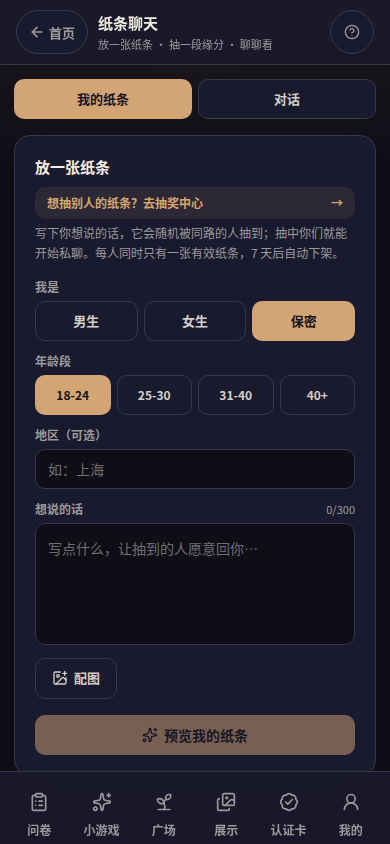 首页
纸条聊天
放一张纸条 · 抽一段缘分 · 聊聊看
我的纸条
对话
放一张纸条
想抽别人的纸条？去抽奖中心 →
写下你想说的话，它会随机被同路的人抽到；抽中你们就能
开始私聊。每人同时只有一张有效纸条，7 天后自动下架。
我是
男生
女生
保密
年龄段
18-24
25-30
31-40
40+
地区（可选）
如：上海
想说的话
0/300
写点什么，让抽到的人愿意回你…
配图
预览我的纸条
问卷
小游戏
广场
展示
认证卡
我的